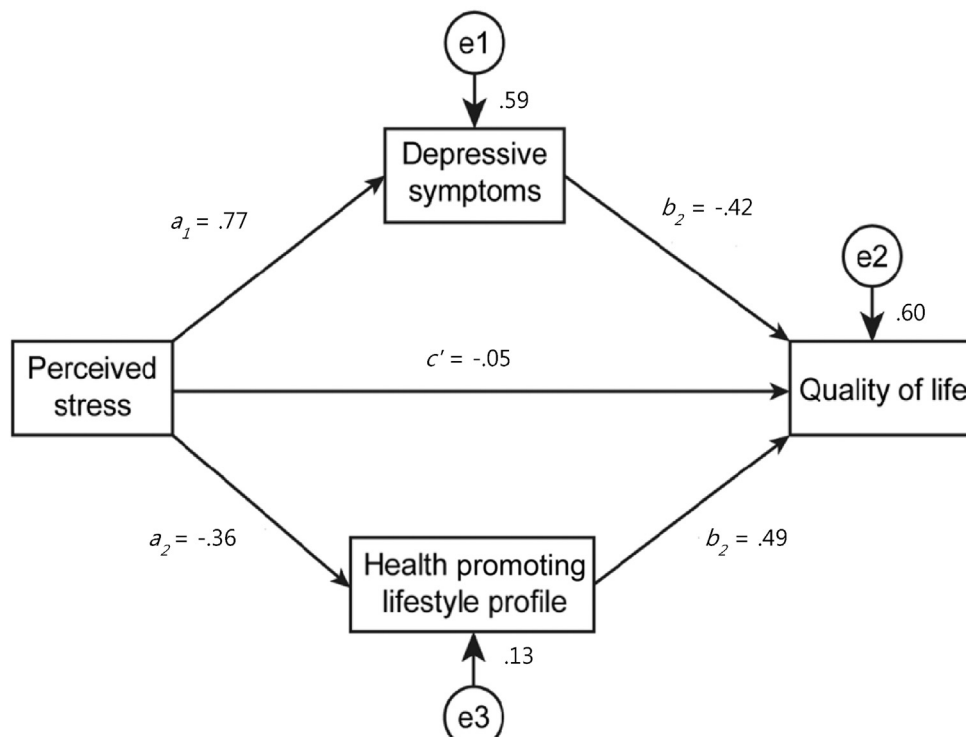 e1
.59
Depressive
symptoms
a₁ = .77
b₂ = -.42
e2
.60
Perceived
stress
c' = -.05
Quality of life
a₂ = -.36
b₂ = .49
Health promoting
lifestyle profile
.13
e3